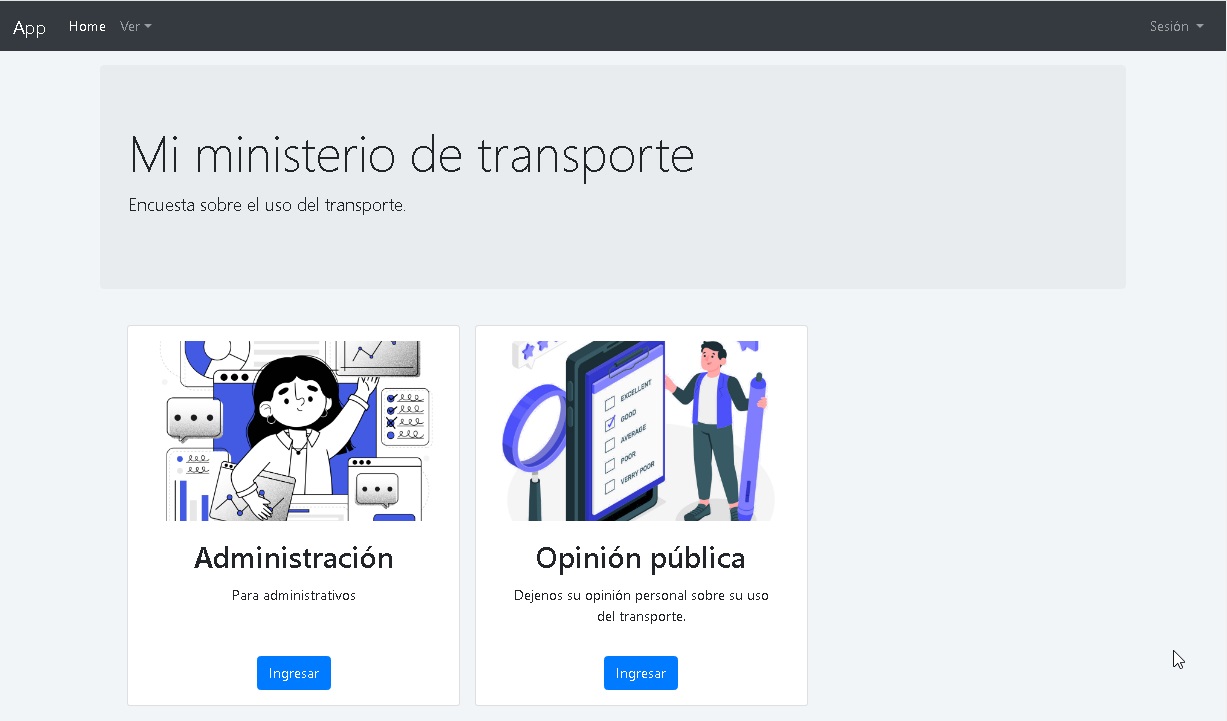 App Home Ver Sesión
Mi ministerio de transporte
Encuesta sobre el uso del transporte.
EXCELLENT
GOOD
AVERAGE
POOR
VERRY POOR
Administración
Opinión pública
Para administrativos
Dejenos su opinión personal sobre su uso
del transporte.
Ingresar
Ingresar